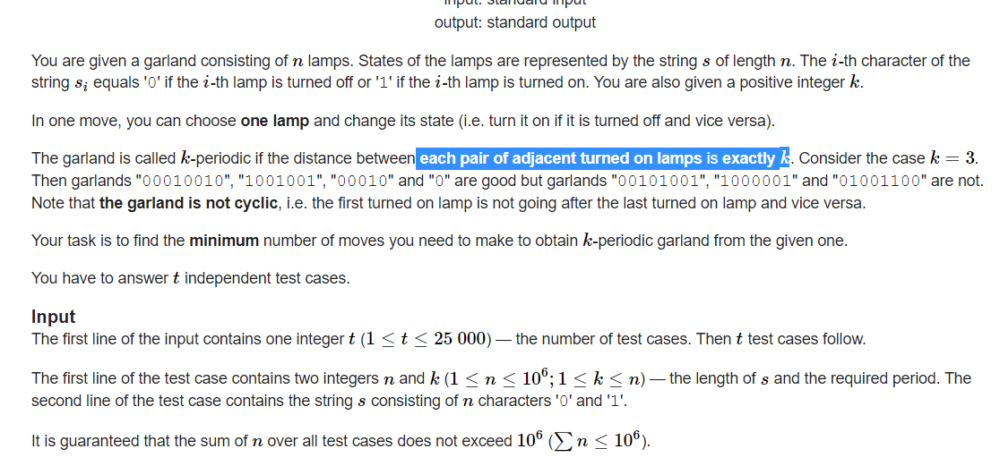 output: standard output
You are given a garland consisting of n lamps. States of the lamps are represented by the string s of length n. The i-th character of the
string s_i equals '0' if the i-th lamp is turned off or '1' if the i-th lamp is turned on. You are also given a positive integer k.
In one move, you can choose one lamp and change its state (i.e. turn it on if it is turned off and vice versa).
The garland is called k-periodic if the distance between each pair of adjacent turned on lamps is exactly k. Consider the case k = 3.
Then garlands "00010010", "1001001", "00010" and "0" are good but garlands "00101001", "1000001" and "01001100" are not.
Note that the garland is not cyclic, i.e. the first turned on lamp is not going after the last turned on lamp and vice versa.
Your task is to find the minimum number of moves you need to make to obtain k-periodic garland from the given one.
You have to answer t independent test cases.
Input
The first line of the input contains one integer t (1 ≤ t ≤ 25 000) — the number of test cases. Then t test cases follow.
The first line of the test case contains two integers n and k (1 ≤ n ≤ 10^6; 1 ≤ k ≤ n) — the length of s and the required period. The
second line of the test case contains the string s consisting of n characters '0' and '1'.
It is guaranteed that the sum of n over all test cases does not exceed 10^6 (∑ n ≤ 10^6).